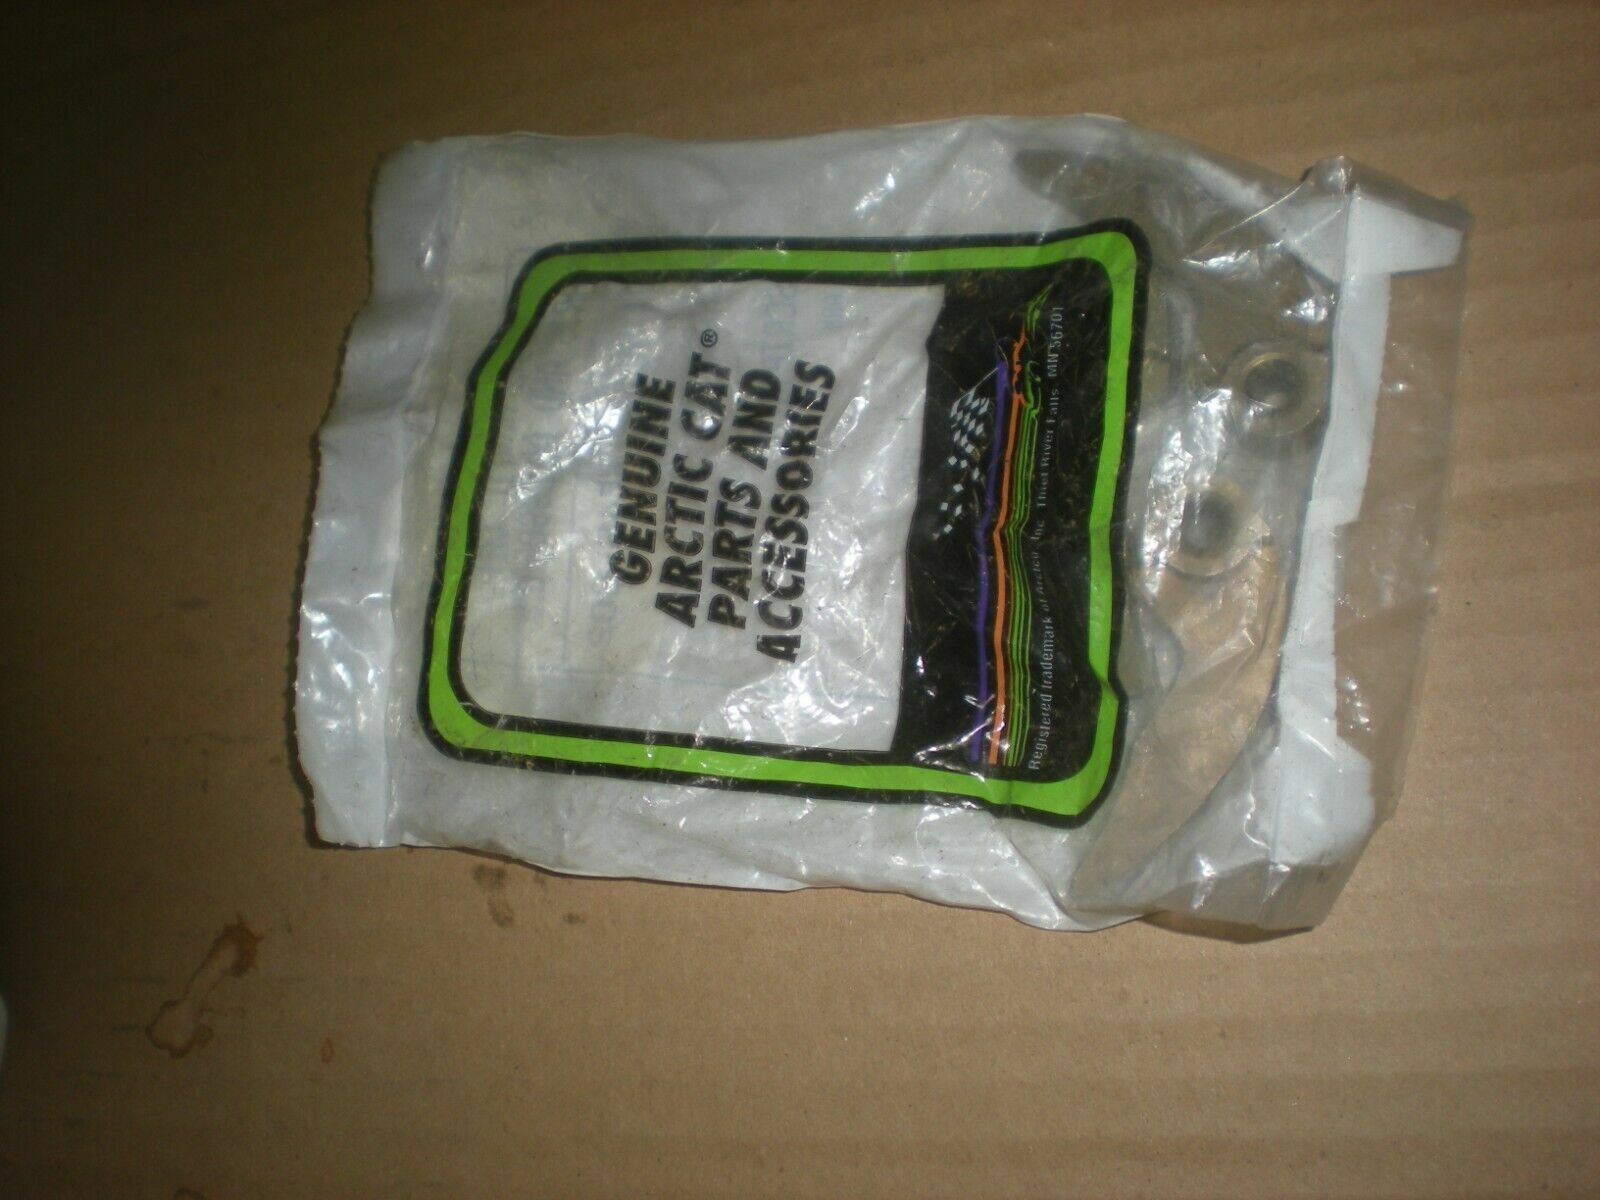 GENUINE
ARCTIC CAT®
PARTS AND
ACCESSORIES
Registered trademark of Arctco, Inc. Thief River Falls MN 56701